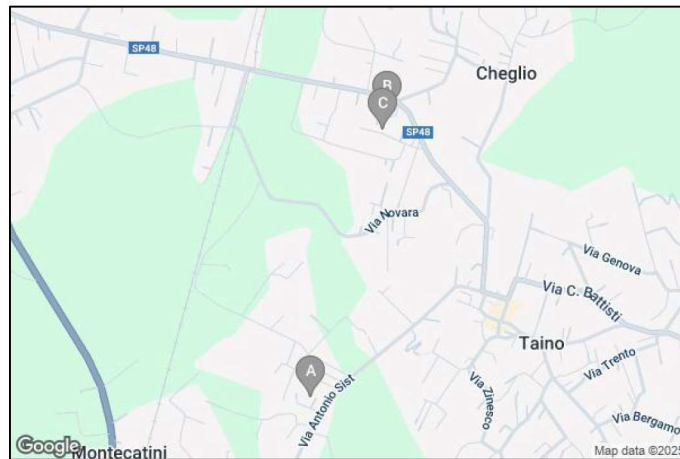 SP48
B
C
Cheglio
SP48
Via Novara
Via Genova
Via C. Battisti
Taino
A
Via Antonio Sist
Via Zinesco
Via Trento
Via Bergamo
Google
Montecatini
Map data ©2025